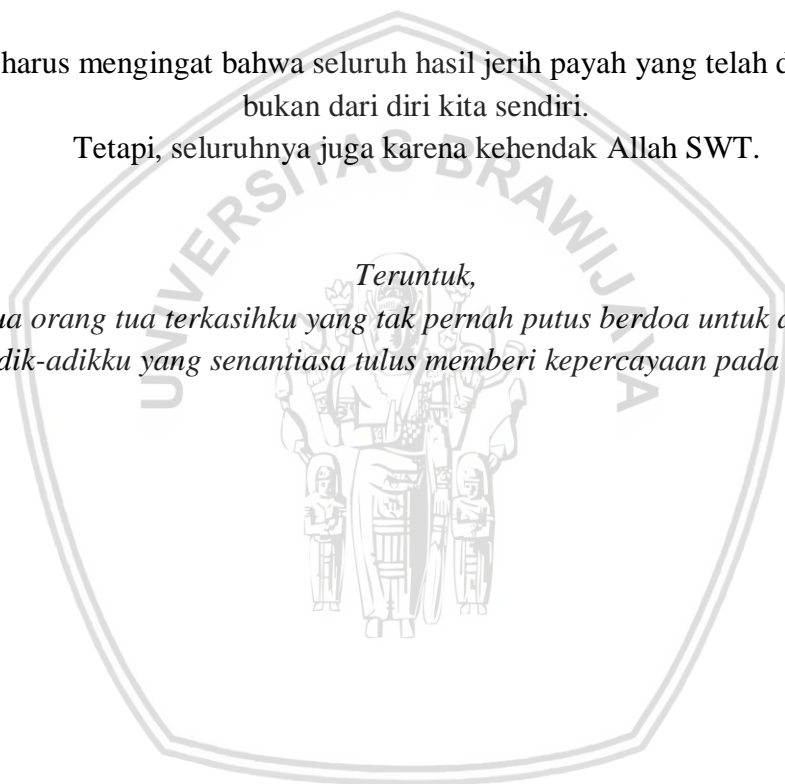 harus mengingat bahwa seluruh hasil jerih payah yang telah d
bukan dari diri kita sendiri.
Tetapi, seluruhnya juga karena kehendak Allah SWT.
UNIVERSITAS BRAWIJAYA
Teruntuk,
ua orang tua terkasihku yang tak pernah putus berdoa untuk
dik-adikku yang senantiasa tulus memberi kepercayaan pada